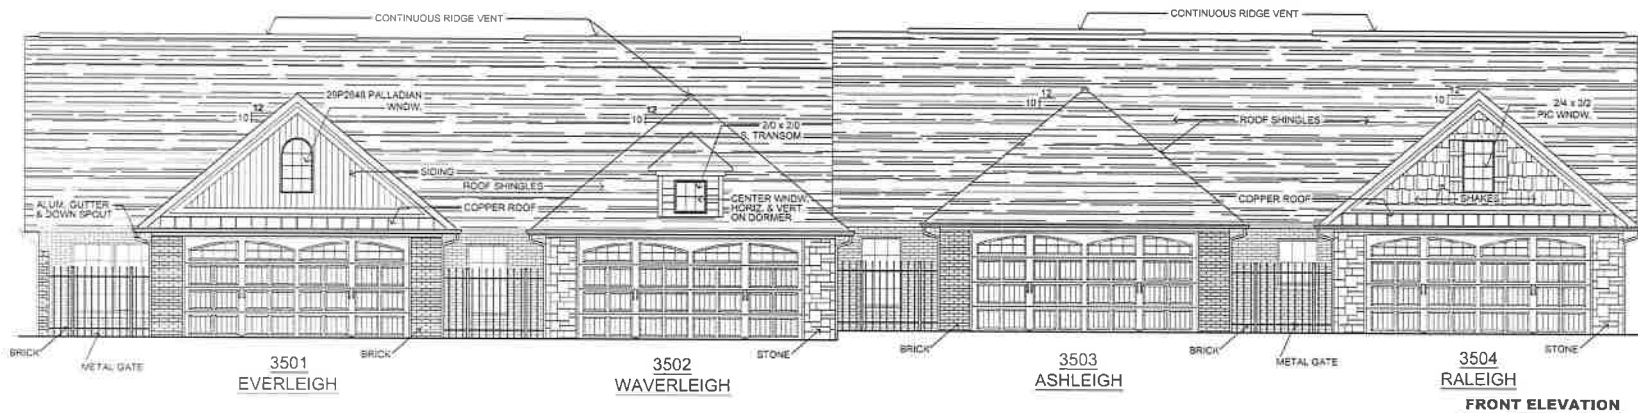 CONTINUOUS RIDGE VENT
CONTINUOUS RIDGE VENT
12
10
PALLADIAN
WNDW.
12
10
2/0 x 2/0
S. TRANSOM
12
10
ROOF SHINGLES
12
10
2/4 x 3/2
PIC WNDW.
SIDING
ROOF SHINGLES
ALUM. GUTTER
& DOWN SPOUT
COPPER ROOF
CENTER WNDW.
HORIZ. & VERT.
ON DORMER
COPPER ROOF
SHAKES
BRICK
METAL GATE
BRICK
STONE
BRICK
BRICK
METAL GATE
STONE
3501
EVERLEIGH
3502
WAVERLEIGH
3503
ASHLEIGH
3504
RALEIGH
FRONT ELEVATION